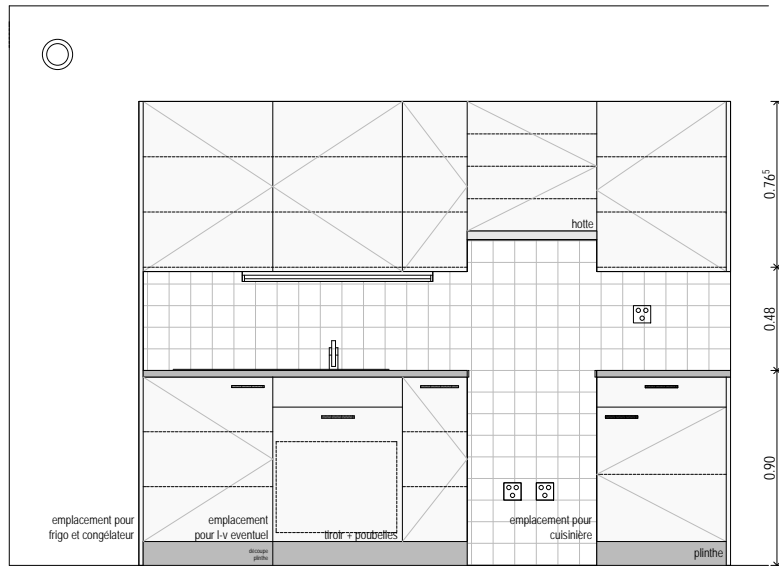 0.76⁵
hotte
0.48
0.90
emplacement pour
frigo et congélateur
emplacement
pour l-v eventuel
tiroir + poubelles
emplacement pour
cuisinière
découpe
plinthe
plinthe